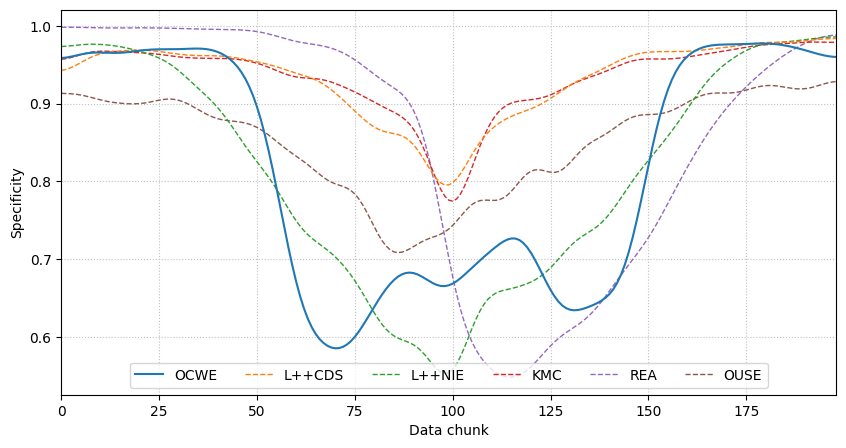 1.0
0.9
0.8
0.7
0.6
Specificity
OCWE L++CDS L++NIE KMC REA OUSE
0 25 50 75 100 125 150 175
Data chunk